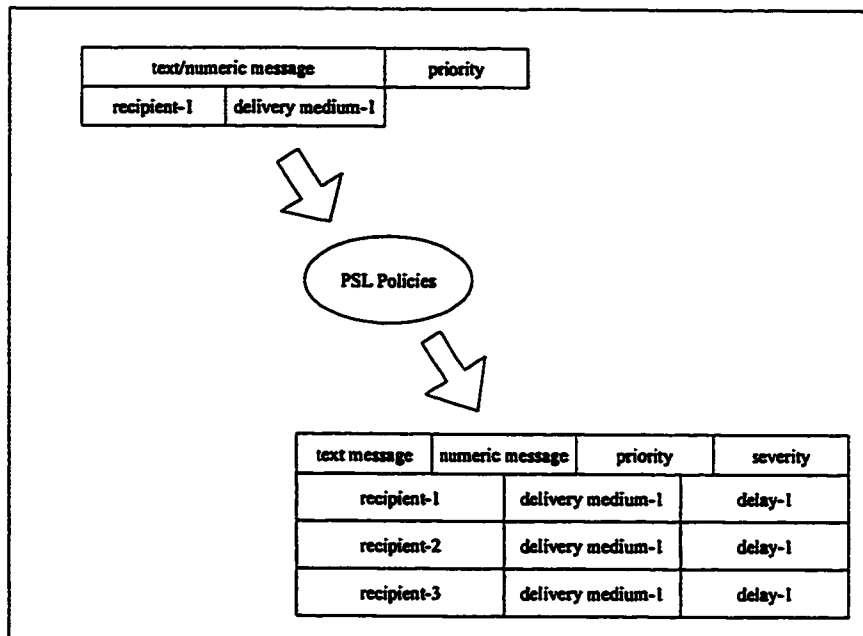 text/numeric message priority
recipient-1 delivery medium-1
PSL Policies
text message numeric message priority severity
recipient-1 delivery medium-1 delay-1
recipient-2 delivery medium-1 delay-1
recipient-3 delivery medium-1 delay-1